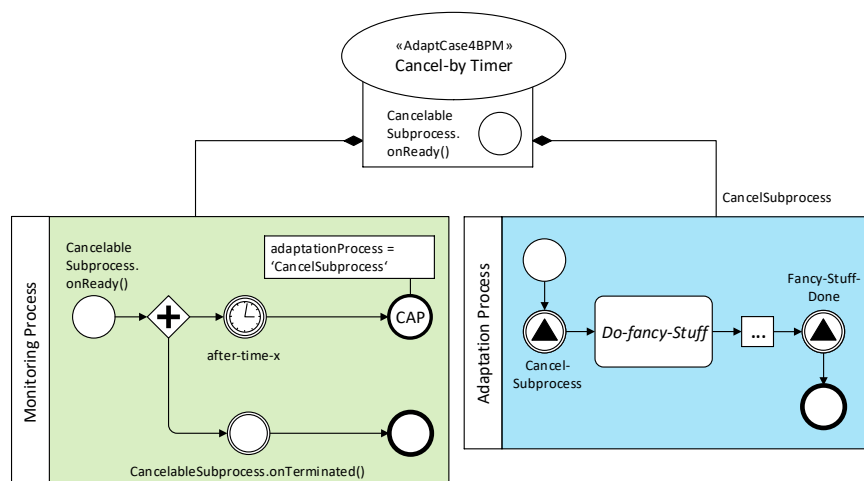 «AdaptCase4BPM»
Cancel-by Timer
Cancelable
Subprocess.
onReady()
CancelSubprocess
Monitoring Process
Cancelable
Subprocess.
onReady()
adaptationProcess =
‘CancelSubprocess‘
CAP
after-time-x
CancelableSubprocess.onTerminated()
Adaptation Process
Cancel-
Subprocess
Do-fancy-Stuff
...
Fancy-Stuff-
Done